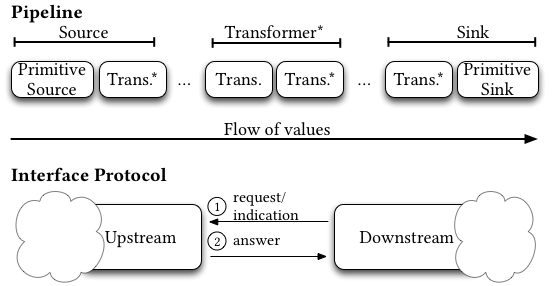 Pipeline
Source Transformer* Sink
Primitive Source Trans.* ... Trans. Trans.* ... Trans.* Primitive Sink
Flow of values
Interface Protocol
Upstream
1 request/
indication
2 answer
Downstream